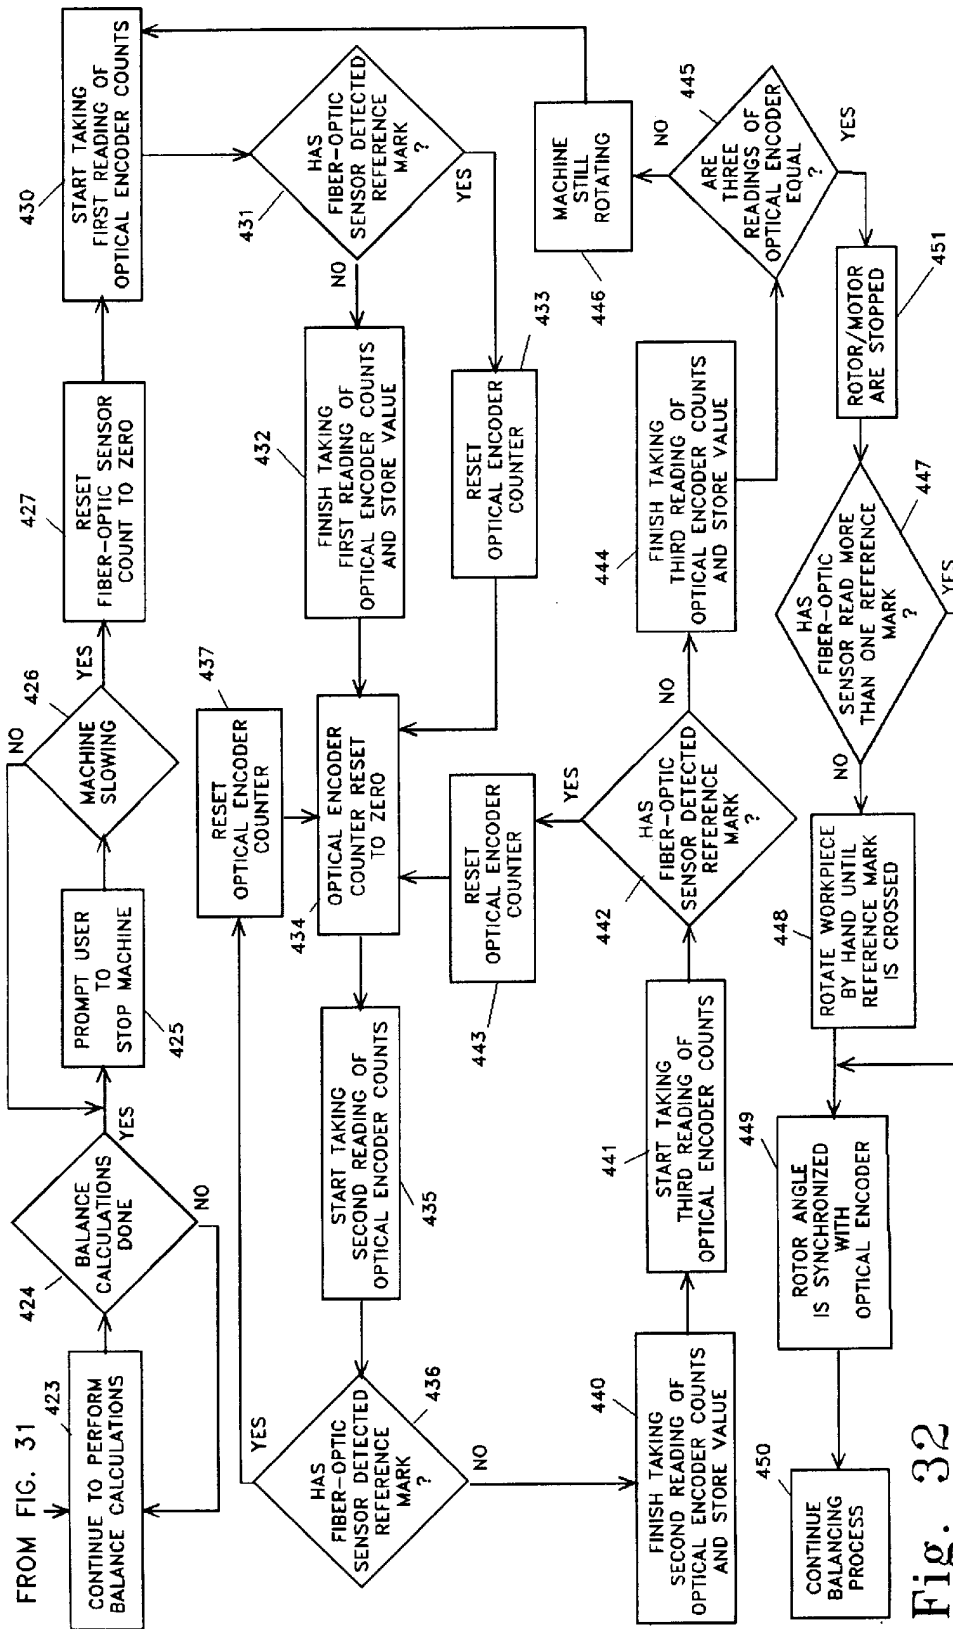 FROM FIG. 31
423
CONTINUE TO PERFORM
BALANCE CALCULATIONS
424
BALANCE
CALCULATIONS
DONE
YES
NO
PROMPT USER
TO
STOP MACHINE
425
426
MACHINE
SLOWING
NO
YES
427
RESET
FIBER-OPTIC SENSOR
COUNT TO ZERO
430
START TAKING
FIRST READING OF
OPTICAL ENCODER COUNTS
431
HAS
FIBER-OPTIC
SENSOR DETECTED
REFERENCE
MARK
?
NO
YES
432
FINISH TAKING
FIRST READING OF
OPTICAL ENCODER COUNTS
AND STORE VALUE
433
RESET
OPTICAL ENCODER
COUNTER
437
RESET
OPTICAL ENCODER
COUNTER
434
OPTICAL ENCODER
COUNTER RESET
TO ZERO
START TAKING
SECOND READING OF
OPTICAL ENCODER COUNTS
435
HAS
FIBER-OPTIC
SENSOR DETECTED
REFERENCE
MARK
?
436
YES
NO
440
FINISH TAKING
SECOND READING OF
OPTICAL ENCODER COUNTS
AND STORE VALUE
441
START TAKING
THIRD READING OF
OPTICAL ENCODER COUNTS
442
HAS
FIBER-OPTIC
SENSOR DETECTED
REFERENCE
MARK
?
YES
NO
RESET
OPTICAL ENCODER
COUNTER
443
444
FINISH TAKING
THIRD READING OF
OPTICAL ENCODER COUNTS
AND STORE VALUE
445
ARE
THREE
READINGS OF
OPTICAL ENCODER
EQUAL
?
NO
YES
MACHINE
STILL
ROTATING
446
ROTOR/MOTOR
ARE STOPPED
451
HAS
FIBER-OPTIC
SENSOR READ MORE
THAN ONE REFERENCE
MARK
?
447
NO
YES
448
ROTATE WORKPIECE
BY HAND UNTIL
REFERENCE MARK
IS CROSSED
449
ROTOR ANGLE
IS SYNCHRONIZED
WITH
OPTICAL ENCODER
450
CONTINUE
BALANCING
PROCESS
Fig. 32